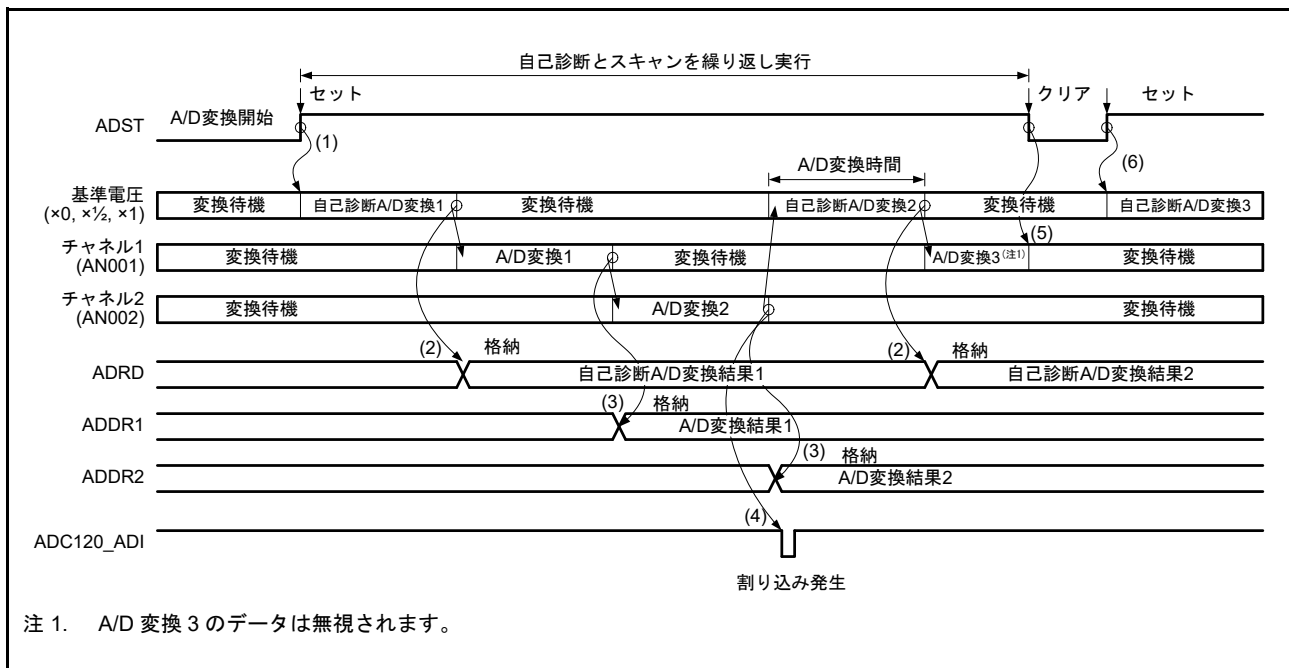 自己診断とスキャンを繰り返し実行
セット
クリア
セット
ADST
A/D変換開始
(1)
(6)
A/D変換時間
基準電圧
(×0, ×½, ×1)
変換待機
自己診断A/D変換1
変換待機
自己診断A/D変換2
変換待機
自己診断A/D変換3
(5)
チャネル1
(AN001)
変換待機
A/D変換1
変換待機
A/D変換3(注1)
変換待機
チャネル2
(AN002)
変換待機
A/D変換2
変換待機
(2)
格納
(2)
格納
ADRD
自己診断A/D変換結果1
自己診断A/D変換結果2
(3)
格納
ADDR1
A/D変換結果1
(3)
格納
ADDR2
A/D変換結果2
(4)
ADC120_ADI
割り込み発生
注 1. A/D 変換 3 のデータは無視されます。